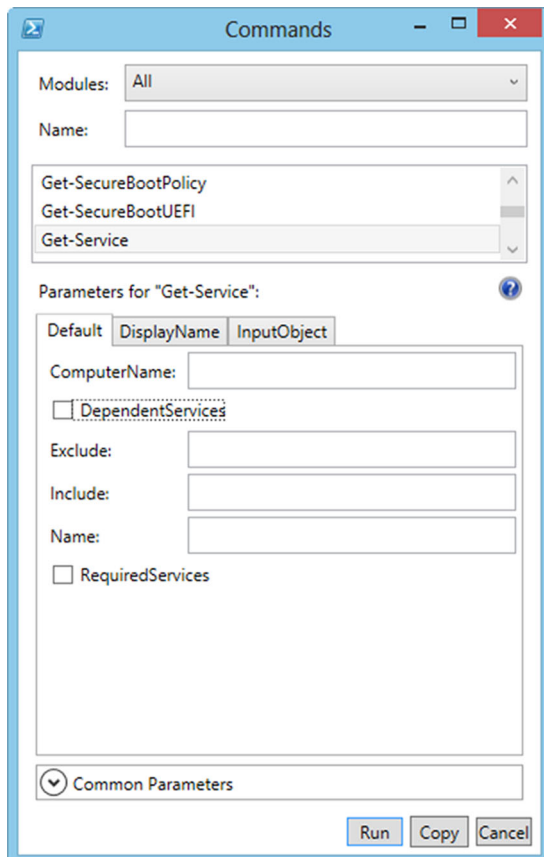 Commands
Modules: All
Name:
Get-SecureBootPolicy
Get-SecureBootUEFI
Get-Service
Parameters for "Get-Service":
Default DisplayName InputObject
ComputerName:
DependentServices
Exclude:
Include:
Name:
RequiredServices
Common Parameters
Run Copy Cancel